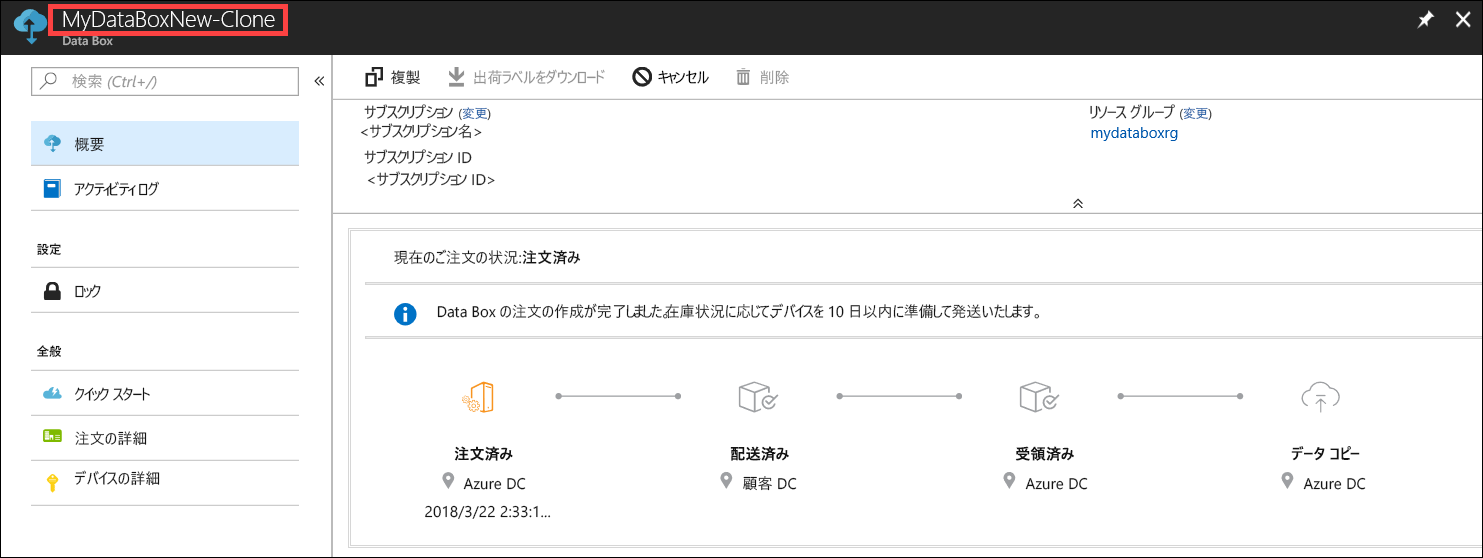 MyDataBoxNew-Clone
Data Box
検索 (Ctrl+/)
概要
アクティビティ ログ
設定
ロック
全般
クイック スタート
注文の詳細
デバイスの詳細
複製 出荷ラベルをダウンロード キャンセル 削除
サブスクリプション (変更) リソース グループ (変更)
<サブスクリプション名> mydataboxrg
サブスクリプション ID
<サブスクリプション ID>
現在のご注文の状況:注文済み
Data Box の注文の作成が完了しました。在庫状況に応じてデバイスを 10 日以内に準備して発送いたします。
注文済み 配送済み 受領済み データ コピー
Azure DC 顧客 DC Azure DC Azure DC
2018/3/22 2:33:1...